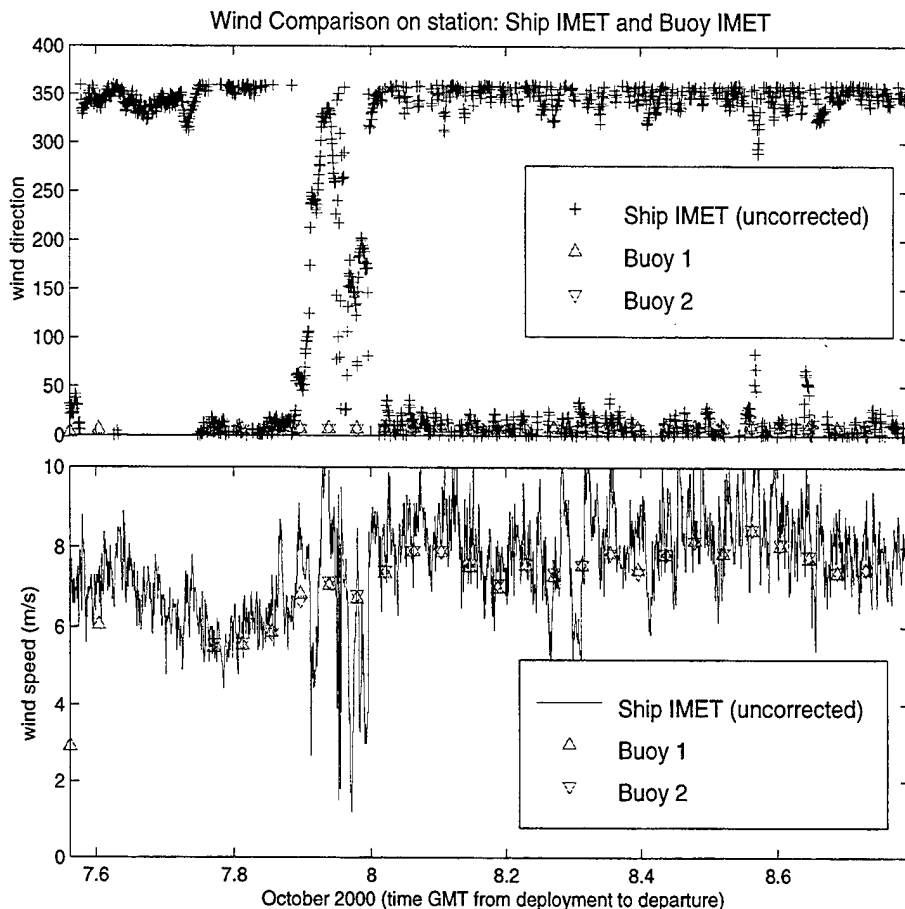 Wind Comparison on station: Ship IMET and Buoy IMET
400
350
300
250
200
150
100
50
0
wind direction
Ship IMET (uncorrected)
Buoy 1
Buoy 2
10
8
6
4
2
0
wind speed (m/s)
Ship IMET (uncorrected)
Buoy 1
Buoy 2
7.6
7.8
8
8.2
8.4
8.6
October 2000 (time GMT from deployment to departure)